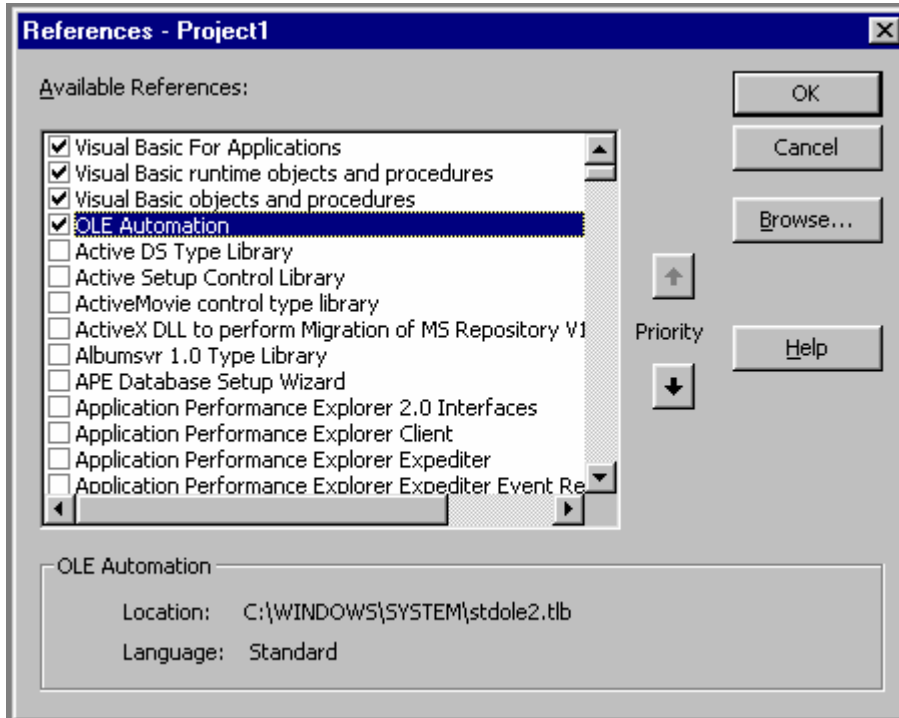 References - Project1
Available References:
OK
Cancel
Browse...
Help
Visual Basic For Applications
Visual Basic runtime objects and procedures
Visual Basic objects and procedures
OLE Automation
Active DS Type Library
Active Setup Control Library
ActiveMovie control type library
ActiveX DLL to perform Migration of MS Repository V1
Albumsvr 1.0 Type Library
APE Database Setup Wizard
Application Performance Explorer 2.0 Interfaces
Application Performance Explorer Client
Application Performance Explorer Expediter
Application Performance Explorer Expediter Event Re
Priority
OLE Automation
Location: C:\WINDOWS\SYSTEM\stdole2.tlb
Language: Standard